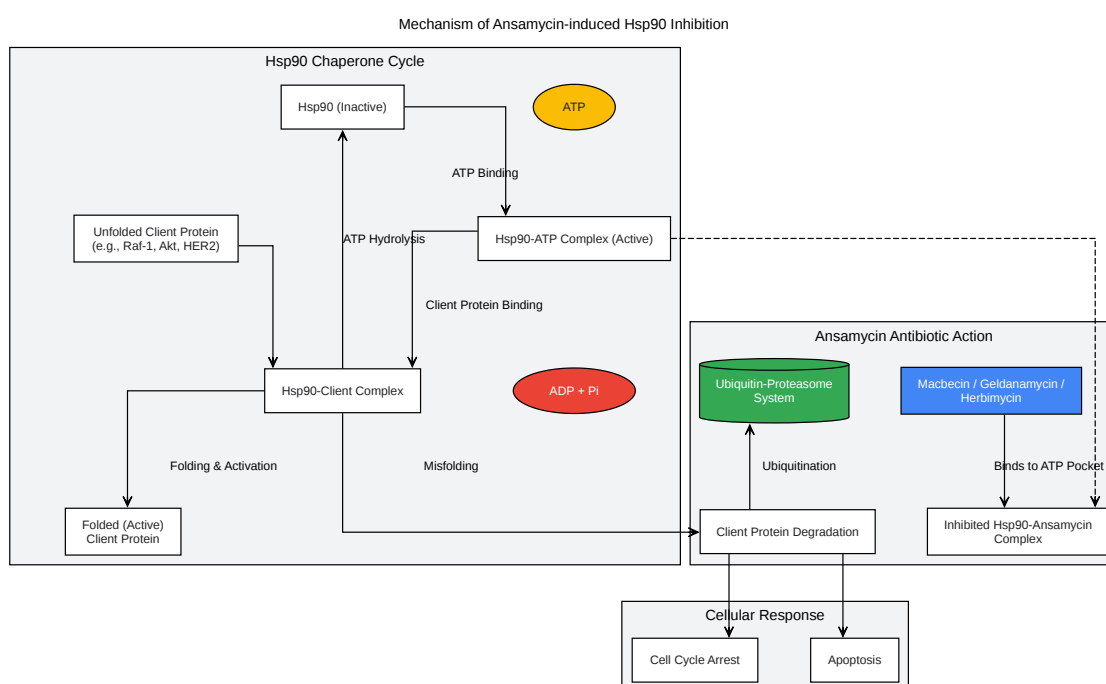 Mechanism of Ansamycin-induced Hsp90 Inhibition
Hsp90 Chaperone Cycle
Hsp90 (Inactive)
ATP
ATP Binding
Unfolded Client Protein
(e.g., Raf-1, Akt, HER2)
ATP Hydrolysis
Hsp90-ATP Complex (Active)
Client Protein Binding
Hsp90-Client Complex
ADP + Pi
Folding & Activation
Misfolding
Folded (Active)
Client Protein
Ansamycin Antibiotic Action
Ubiquitin-Proteasome
System
Macbecin / Geldanamycin /
Herbimycin
Ubiquitination
Binds to ATP Pocket
Client Protein Degradation
Inhibited Hsp90-Ansamycin
Complex
Cellular Response
Cell Cycle Arrest
Apoptosis